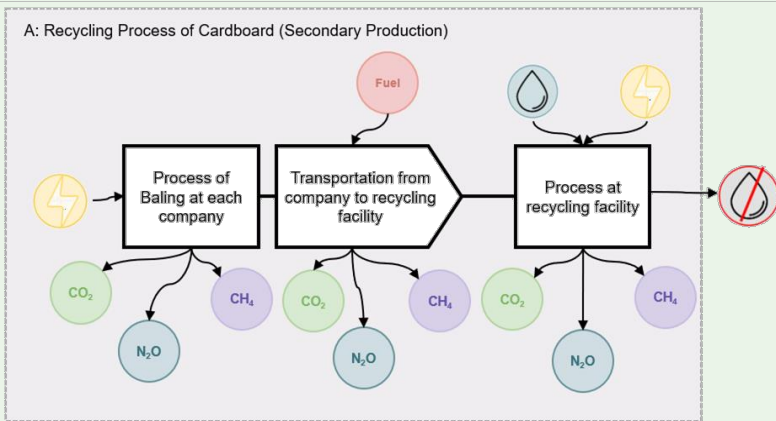 A: Recycling Process of Cardboard (Secondary Production)
Fuel
Process of
Baling at each
company
Transportation from
company to recycling
facility
Process at
recycling facility
CO₂
N₂O
CH₄
CO₂
N₂O
CH₄
CO₂
N₂O
CH₄